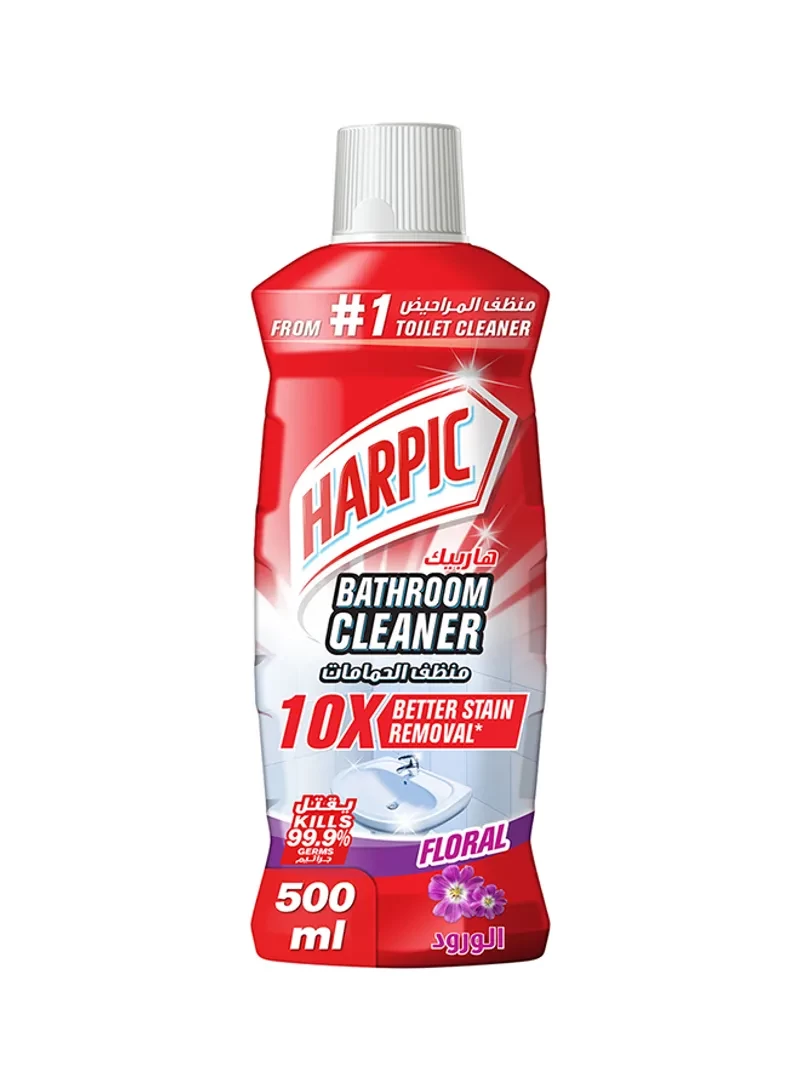 منظف المراحيض
FROM #1 TOILET CLEANER
HARPIC
هاربيك
BATHROOM
CLEANER
منظف الحمامات
10X BETTER STAIN
REMOVAL*
يقتل
KILLS
99.9%
GERMS
جراثيم
FLORAL
500
ml
الورود